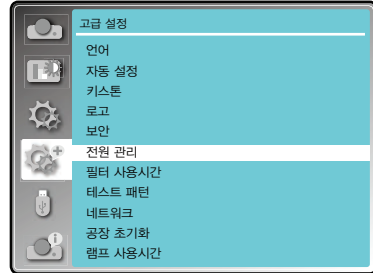 고급 설정
언어
자동 설정
키스톤
로고
보안
전원 관리
필터 사용시간
테스트 패턴
네트워크
공장 초기화
램프 사용시간